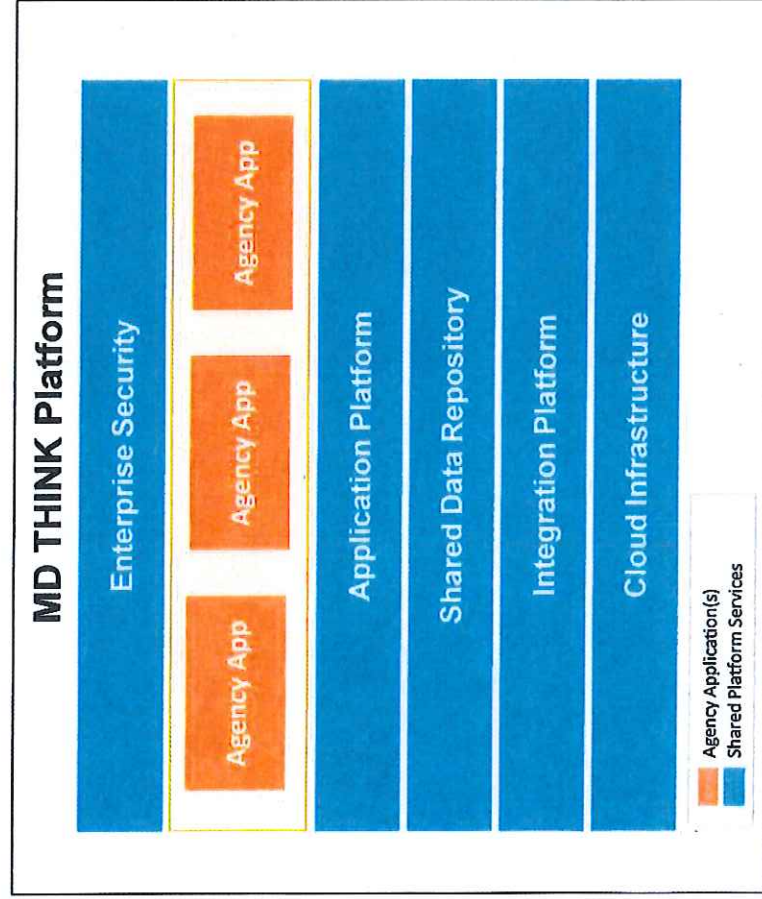 MD THINK Platform
Enterprise Security
Agency App Agency App Agency App
Application Platform
Shared Data Repository
Integration Platform
Cloud Infrastructure
Agency Application(s)
Shared Platform Services